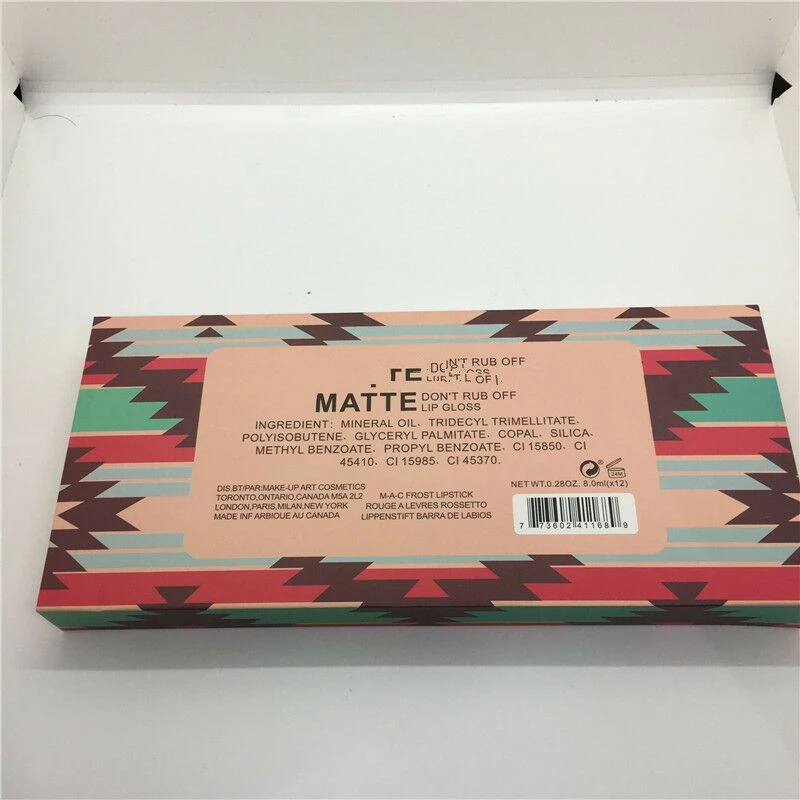 TE DON'T RUB OFF
MATTE DON'T RUB OFF
LIP GLOSS
INGREDIENT: MINERAL OIL, TRIDECYL TRIMELLITATE,
POLYISOBUTENE, GLYCERYL PALMITATE, COPAL, SILICA,
METHYL BENZOATE, PROPYL BENZOATE, CI 15850, CI
45410, CI 15985, CI 45370.
DIS.BT/PAR:MAKE-UP ART COSMETICS
TORONTO,ONTARIO,CANADA M5A 2L2
LONDON,PARIS,MILAN,NEW YORK
MADE INF ARBIOUE AU CANADA
M-A-C FROST LIPSTICK
ROUGE A LEVRES ROSSETTO
LIPPENSTIFT BARRA DE LABIOS
24M
NET WT.0.28OZ. 8.0ml(x12)
7 73602 41168 9